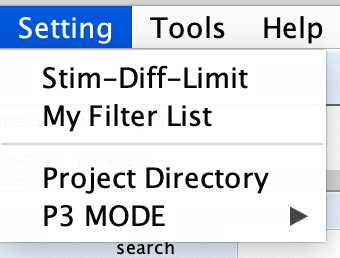 Setting Tools Help
Stim-Diff-Limit
My Filter List
Project Directory
P3 MODE
search